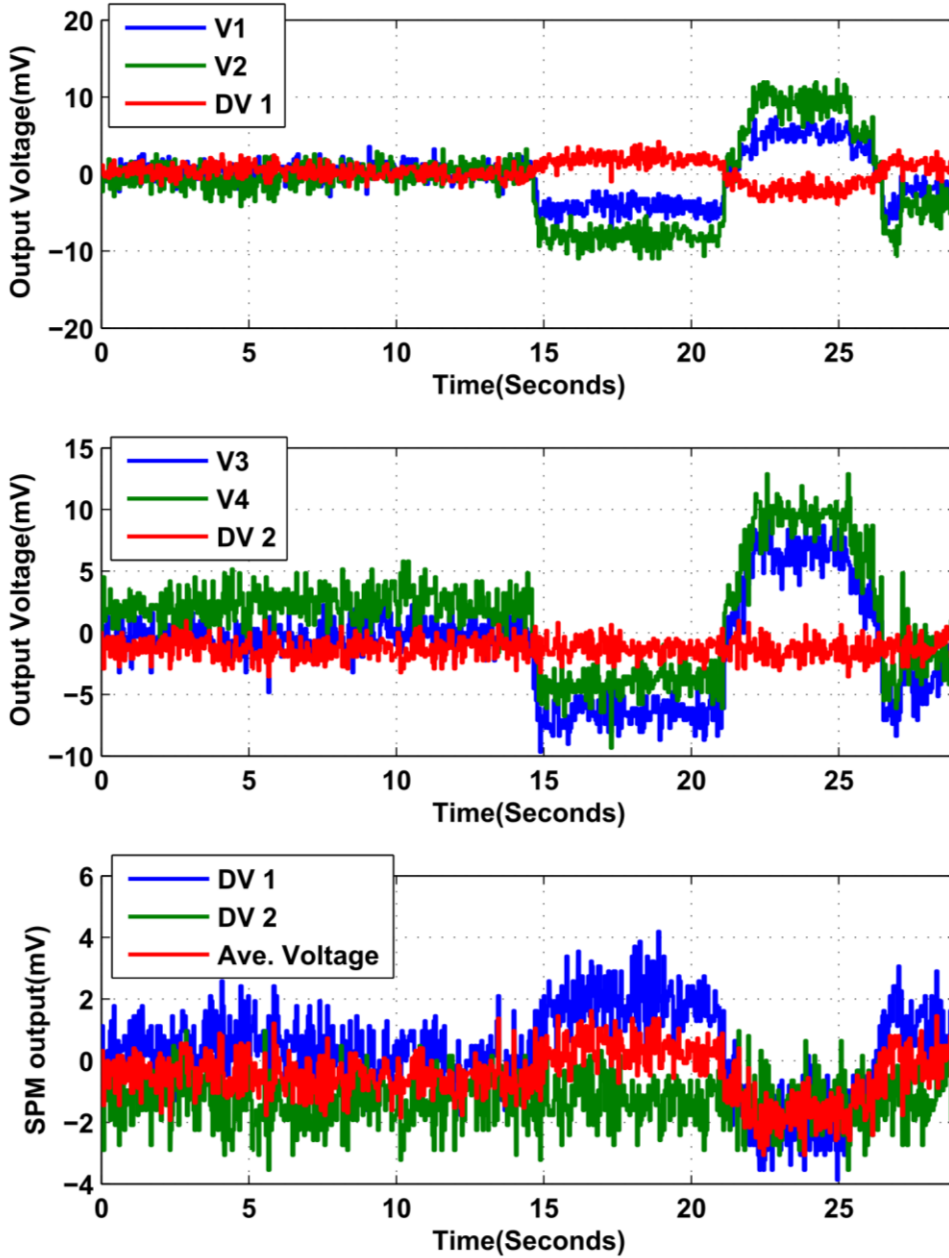 20
10
0
−10
−20
Output Voltage(mV)
V1
V2
DV 1
0 5 10 15 20 25
Time(Seconds)
15
10
5
0
−5
−10
Output Voltage(mV)
V3
V4
DV 2
0 5 10 15 20 25
Time(Seconds)
6
4
2
0
−2
−4
SPM output(mV)
DV 1
DV 2
Ave. Voltage
0 5 10 15 20 25
Time(Seconds)